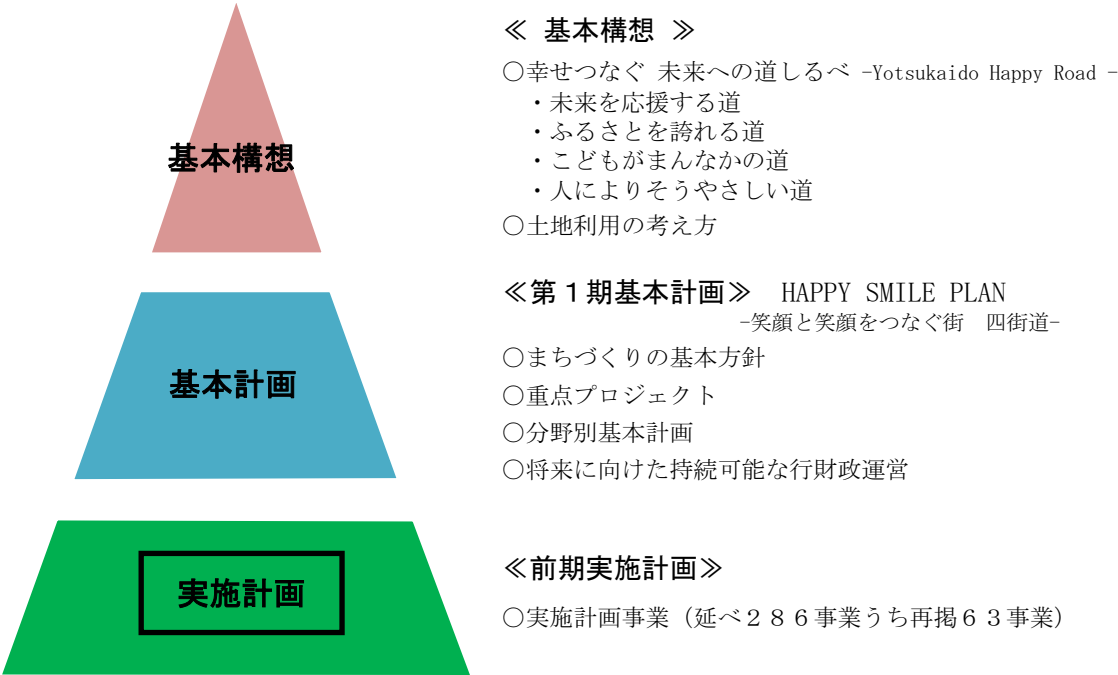 基本構想
≪ 基本構想 ≫
○幸せつなぐ 未来への道しるべ -Yotsukaido Happy Road -
・未来を応援する道
・ふるさとを誇れる道
・こどもがまんなかの道
・人によりそうやさしい道
○土地利用の考え方
基本計画
≪第１期基本計画≫　HAPPY SMILE PLAN
-笑顔と笑顔をつなぐ街　四街道-
○まちづくりの基本方針
○重点プロジェクト
○分野別基本計画
○将来に向けた持続可能な行財政運営
実施計画
≪前期実施計画≫
○実施計画事業（延べ２８６事業うち再掲６３事業）